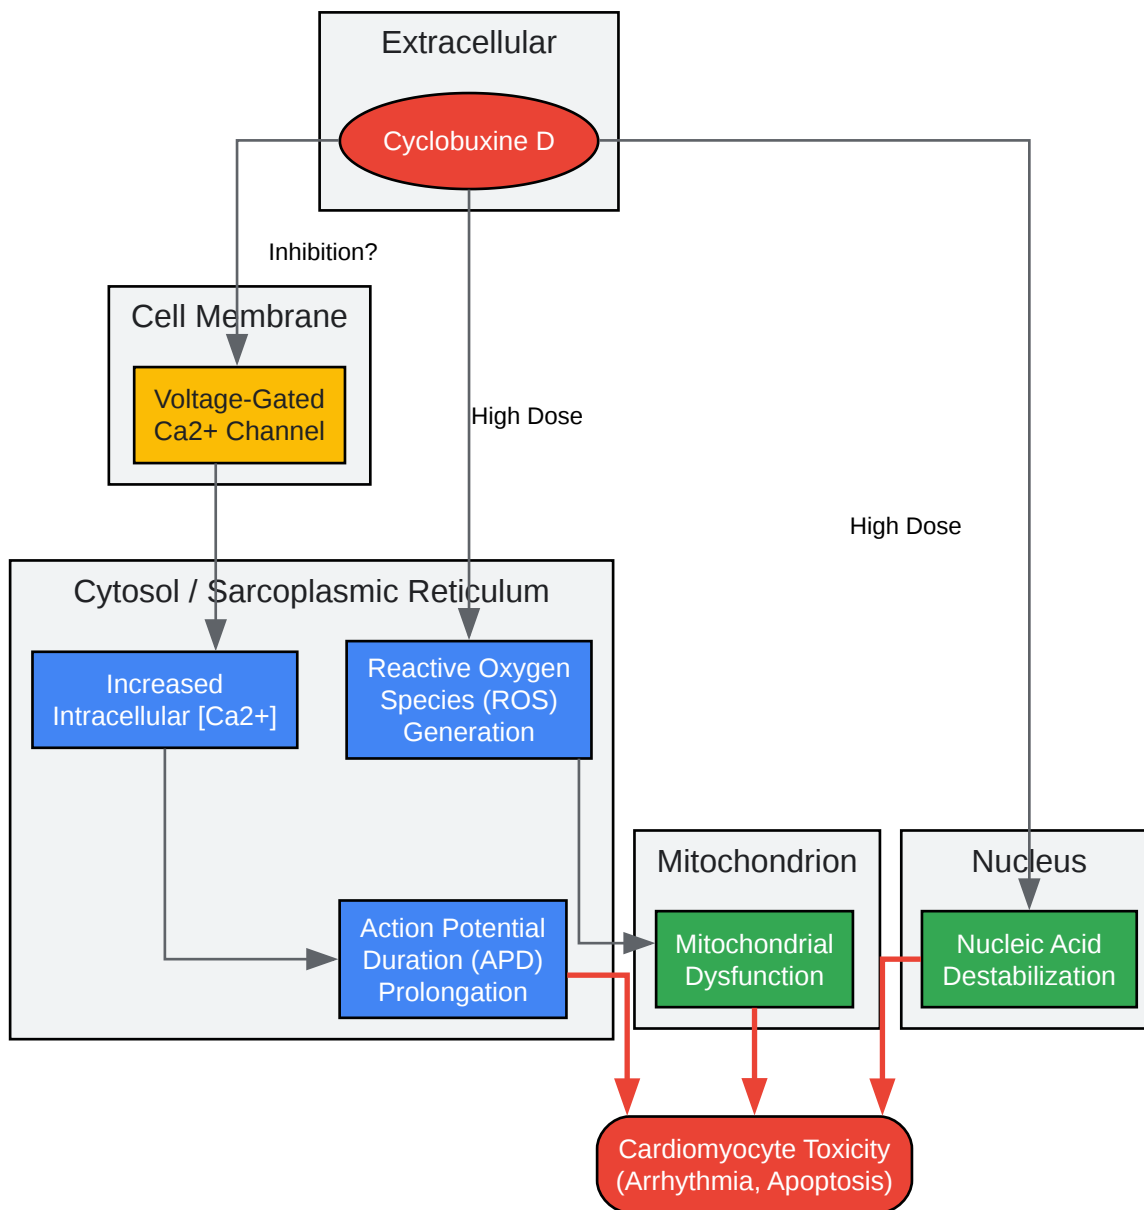 Extracellular
Cyclobuxine D
Inhibition?
Cell Membrane
Voltage-Gated
Ca2+ Channel
High Dose
High Dose
Cytosol / Sarcoplasmic Reticulum
Increased
Intracellular [Ca2+]
Reactive Oxygen
Species (ROS)
Generation
Mitochondrion
Nucleus
Action Potential
Duration (APD)
Prolongation
Mitochondrial
Dysfunction
Nucleic Acid
Destabilization
Cardiomyocyte Toxicity
(Arrhythmia, Apoptosis)